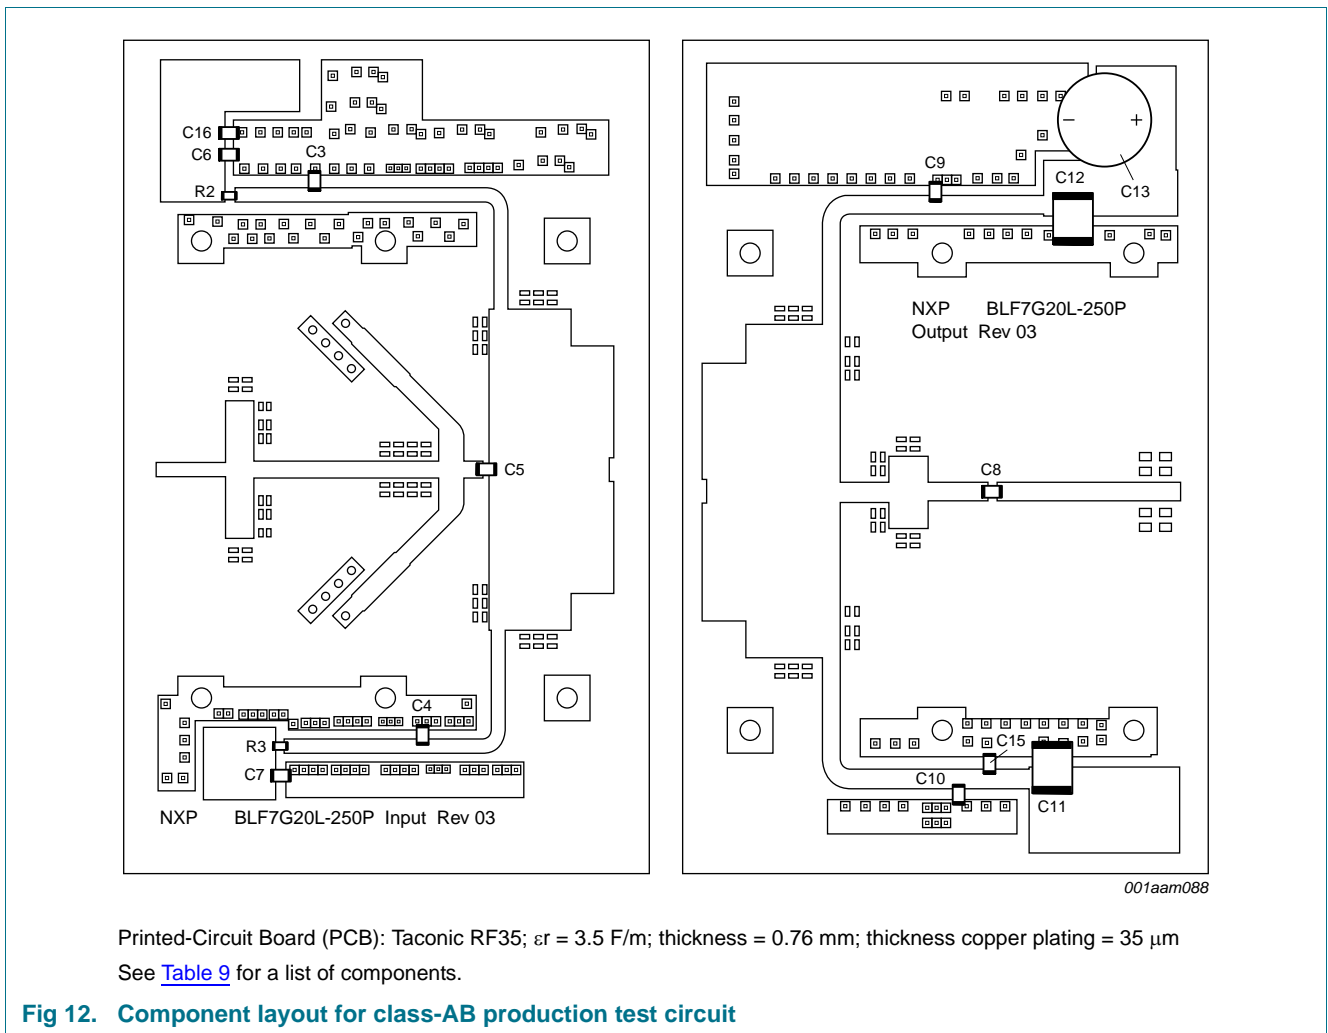 C16
C6
C3
R2
C5
C4
R3
C7
NXP BLF7G20L-250P Input Rev 03
− +
C9
C12
C13
NXP BLF7G20L-250P
Output Rev 03
C8
C15
C10
C11
001aam088
Printed-Circuit Board (PCB): Taconic RF35; εr = 3.5 F/m; thickness = 0.76 mm; thickness copper plating = 35 μm
See Table 9 for a list of components.
Fig 12. Component layout for class-AB production test circuit